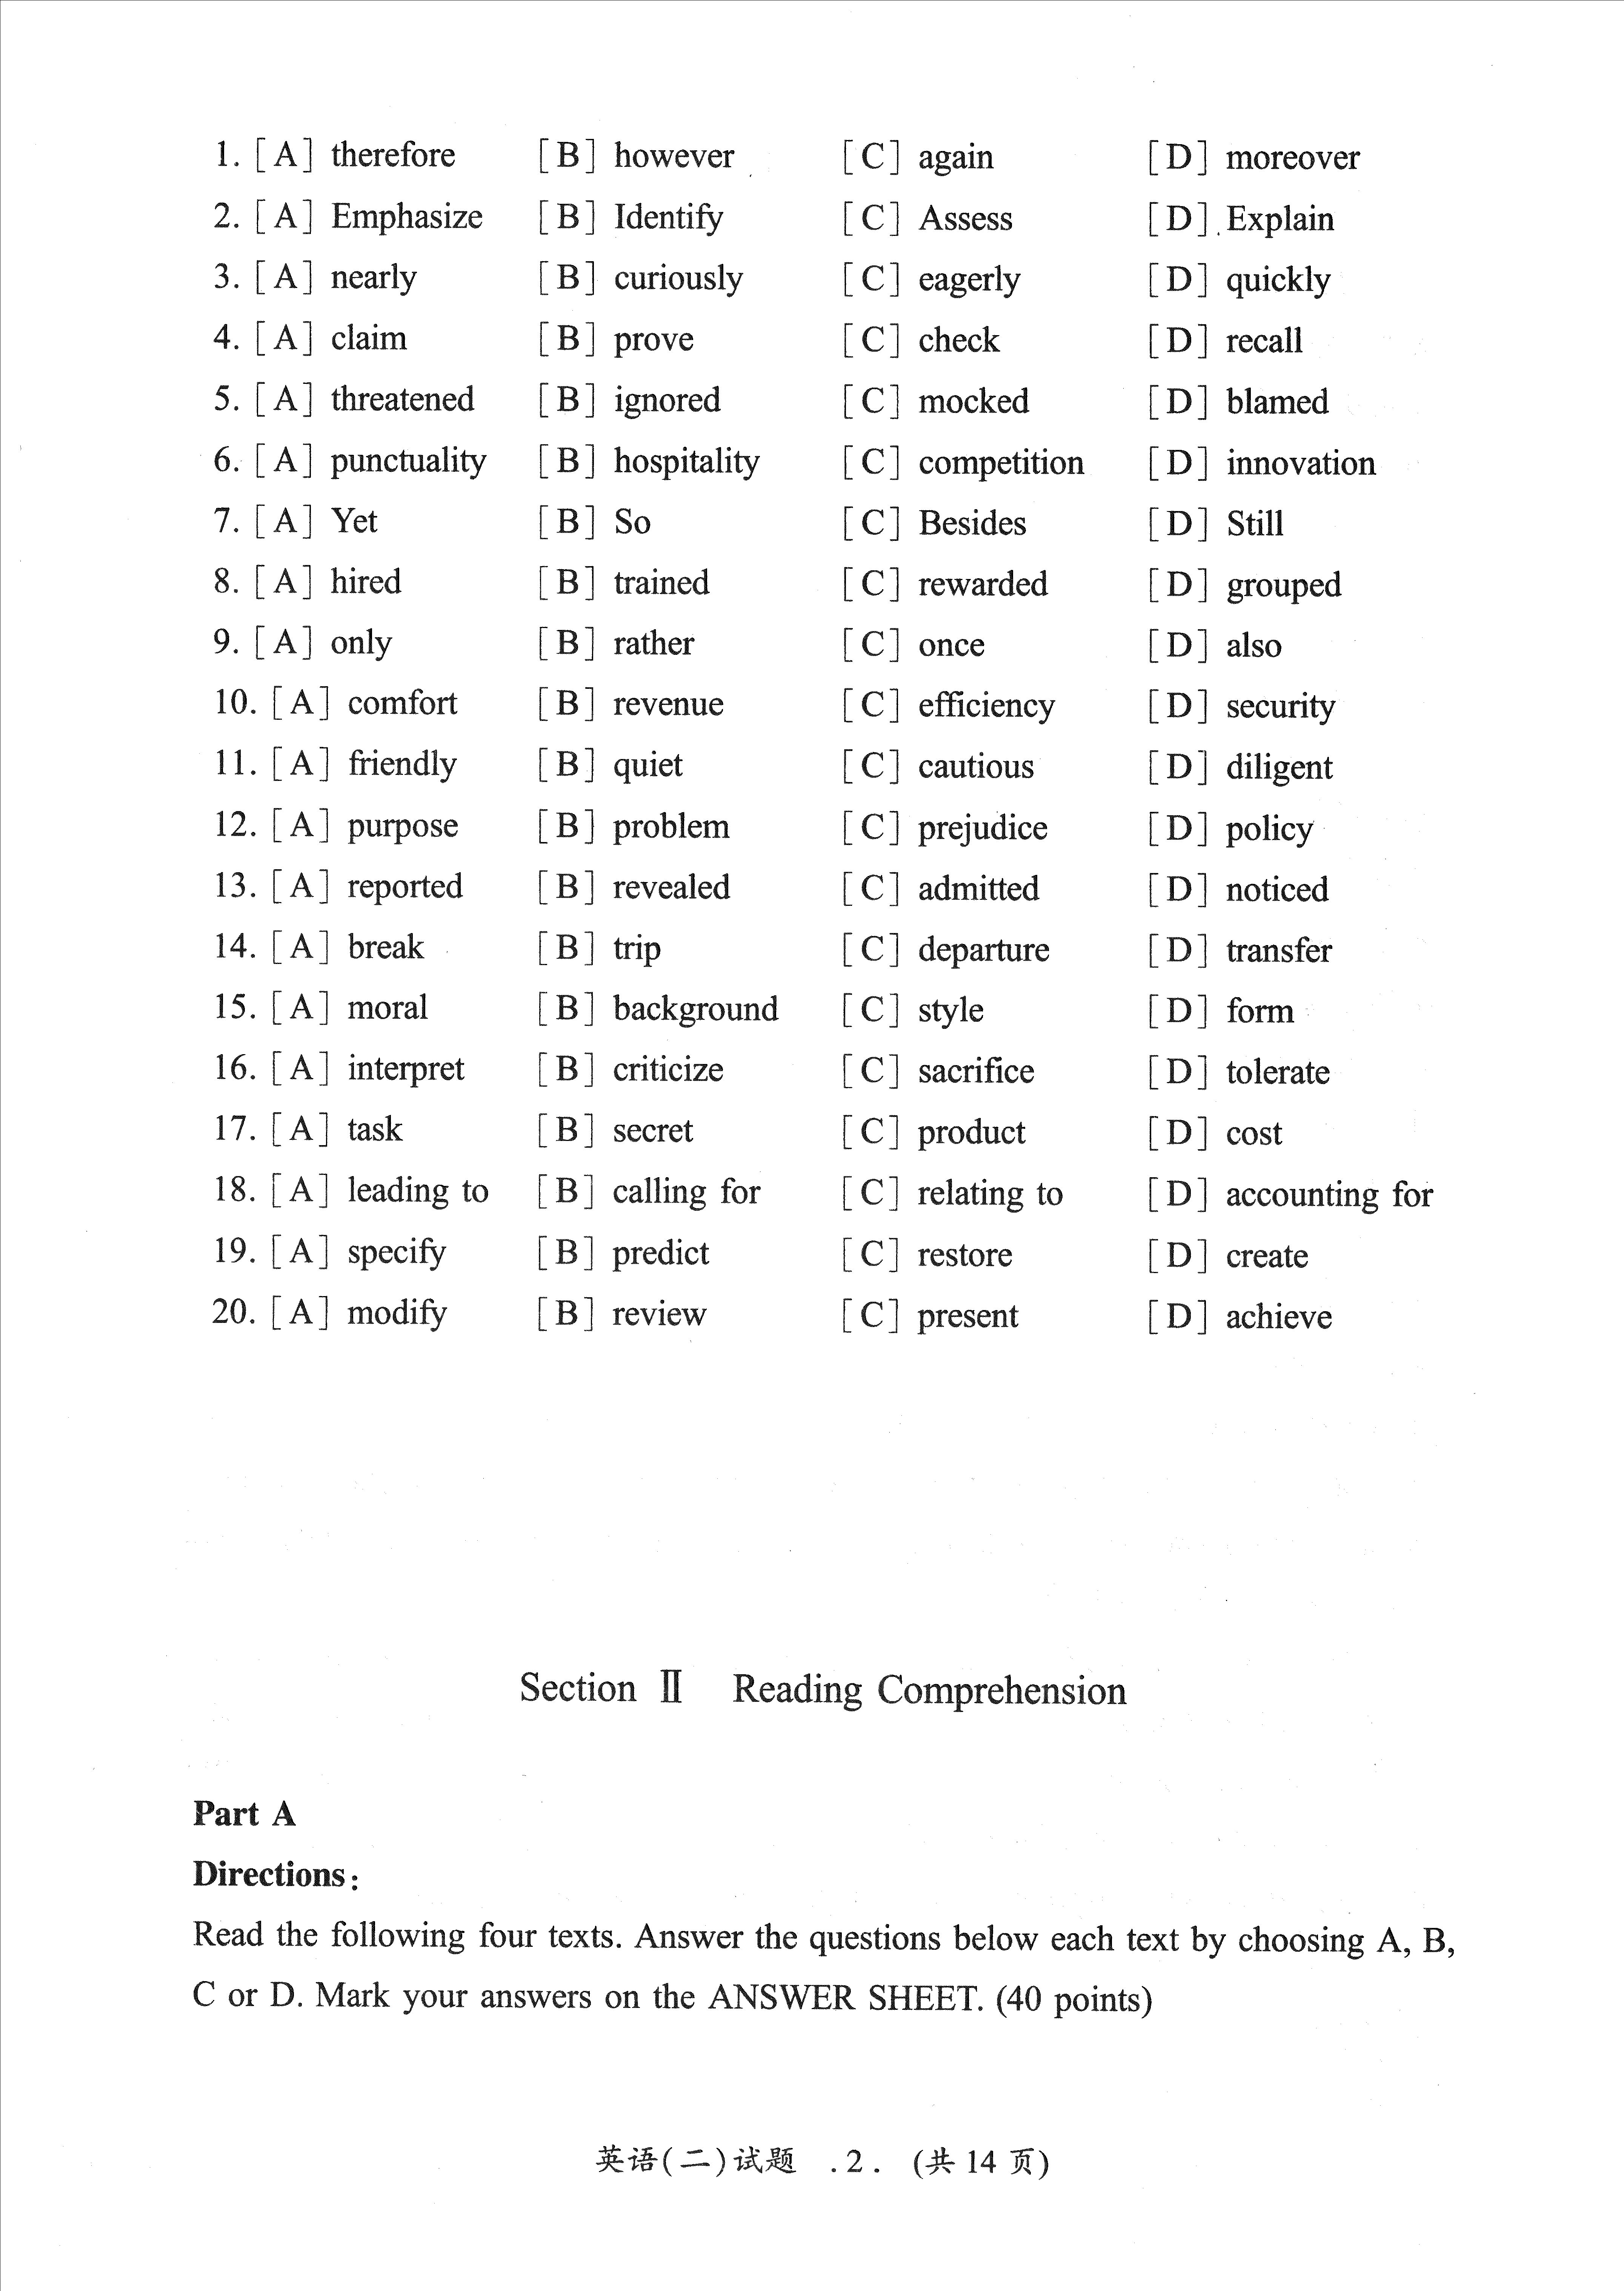 1. [A] therefore [B] however [C] again [D] moreover
2. [A] Emphasize [B] Identify [C] Assess [D] Explain
3. [A] nearly [B] curiously [C] eagerly [D] quickly
4. [A] claim [B] prove [C] check [D] recall
5. [A] threatened [B] ignored [C] mocked [D] blamed
6. [A] punctuality [B] hospitality [C] competition [D] innovation
7. [A] Yet [B] So [C] Besides [D] Still
8. [A] hired [B] trained [C] rewarded [D] grouped
9. [A] only [B] rather [C] once [D] also
10. [A] comfort [B] revenue [C] efficiency [D] security
11. [A] friendly [B] quiet [C] cautious [D] diligent
12. [A] purpose [B] problem [C] prejudice [D] policy
13. [A] reported [B] revealed [C] admitted [D] noticed
14. [A] break [B] trip [C] departure [D] transfer
15. [A] moral [B] background [C] style [D] form
16. [A] interpret [B] criticize [C] sacrifice [D] tolerate
17. [A] task [B] secret [C] product [D] cost
18. [A] leading to [B] calling for [C] relating to [D] accounting for
19. [A] specify [B] predict [C] restore [D] create
20. [A] modify [B] review [C] present [D] achieve
Section Ⅱ Reading Comprehension
Part A
Directions:
Read the following four texts. Answer the questions below each text by choosing A, B,
C or D. Mark your answers on the ANSWER SHEET. (40 points)
英语(二)试题 .2. (共14页)